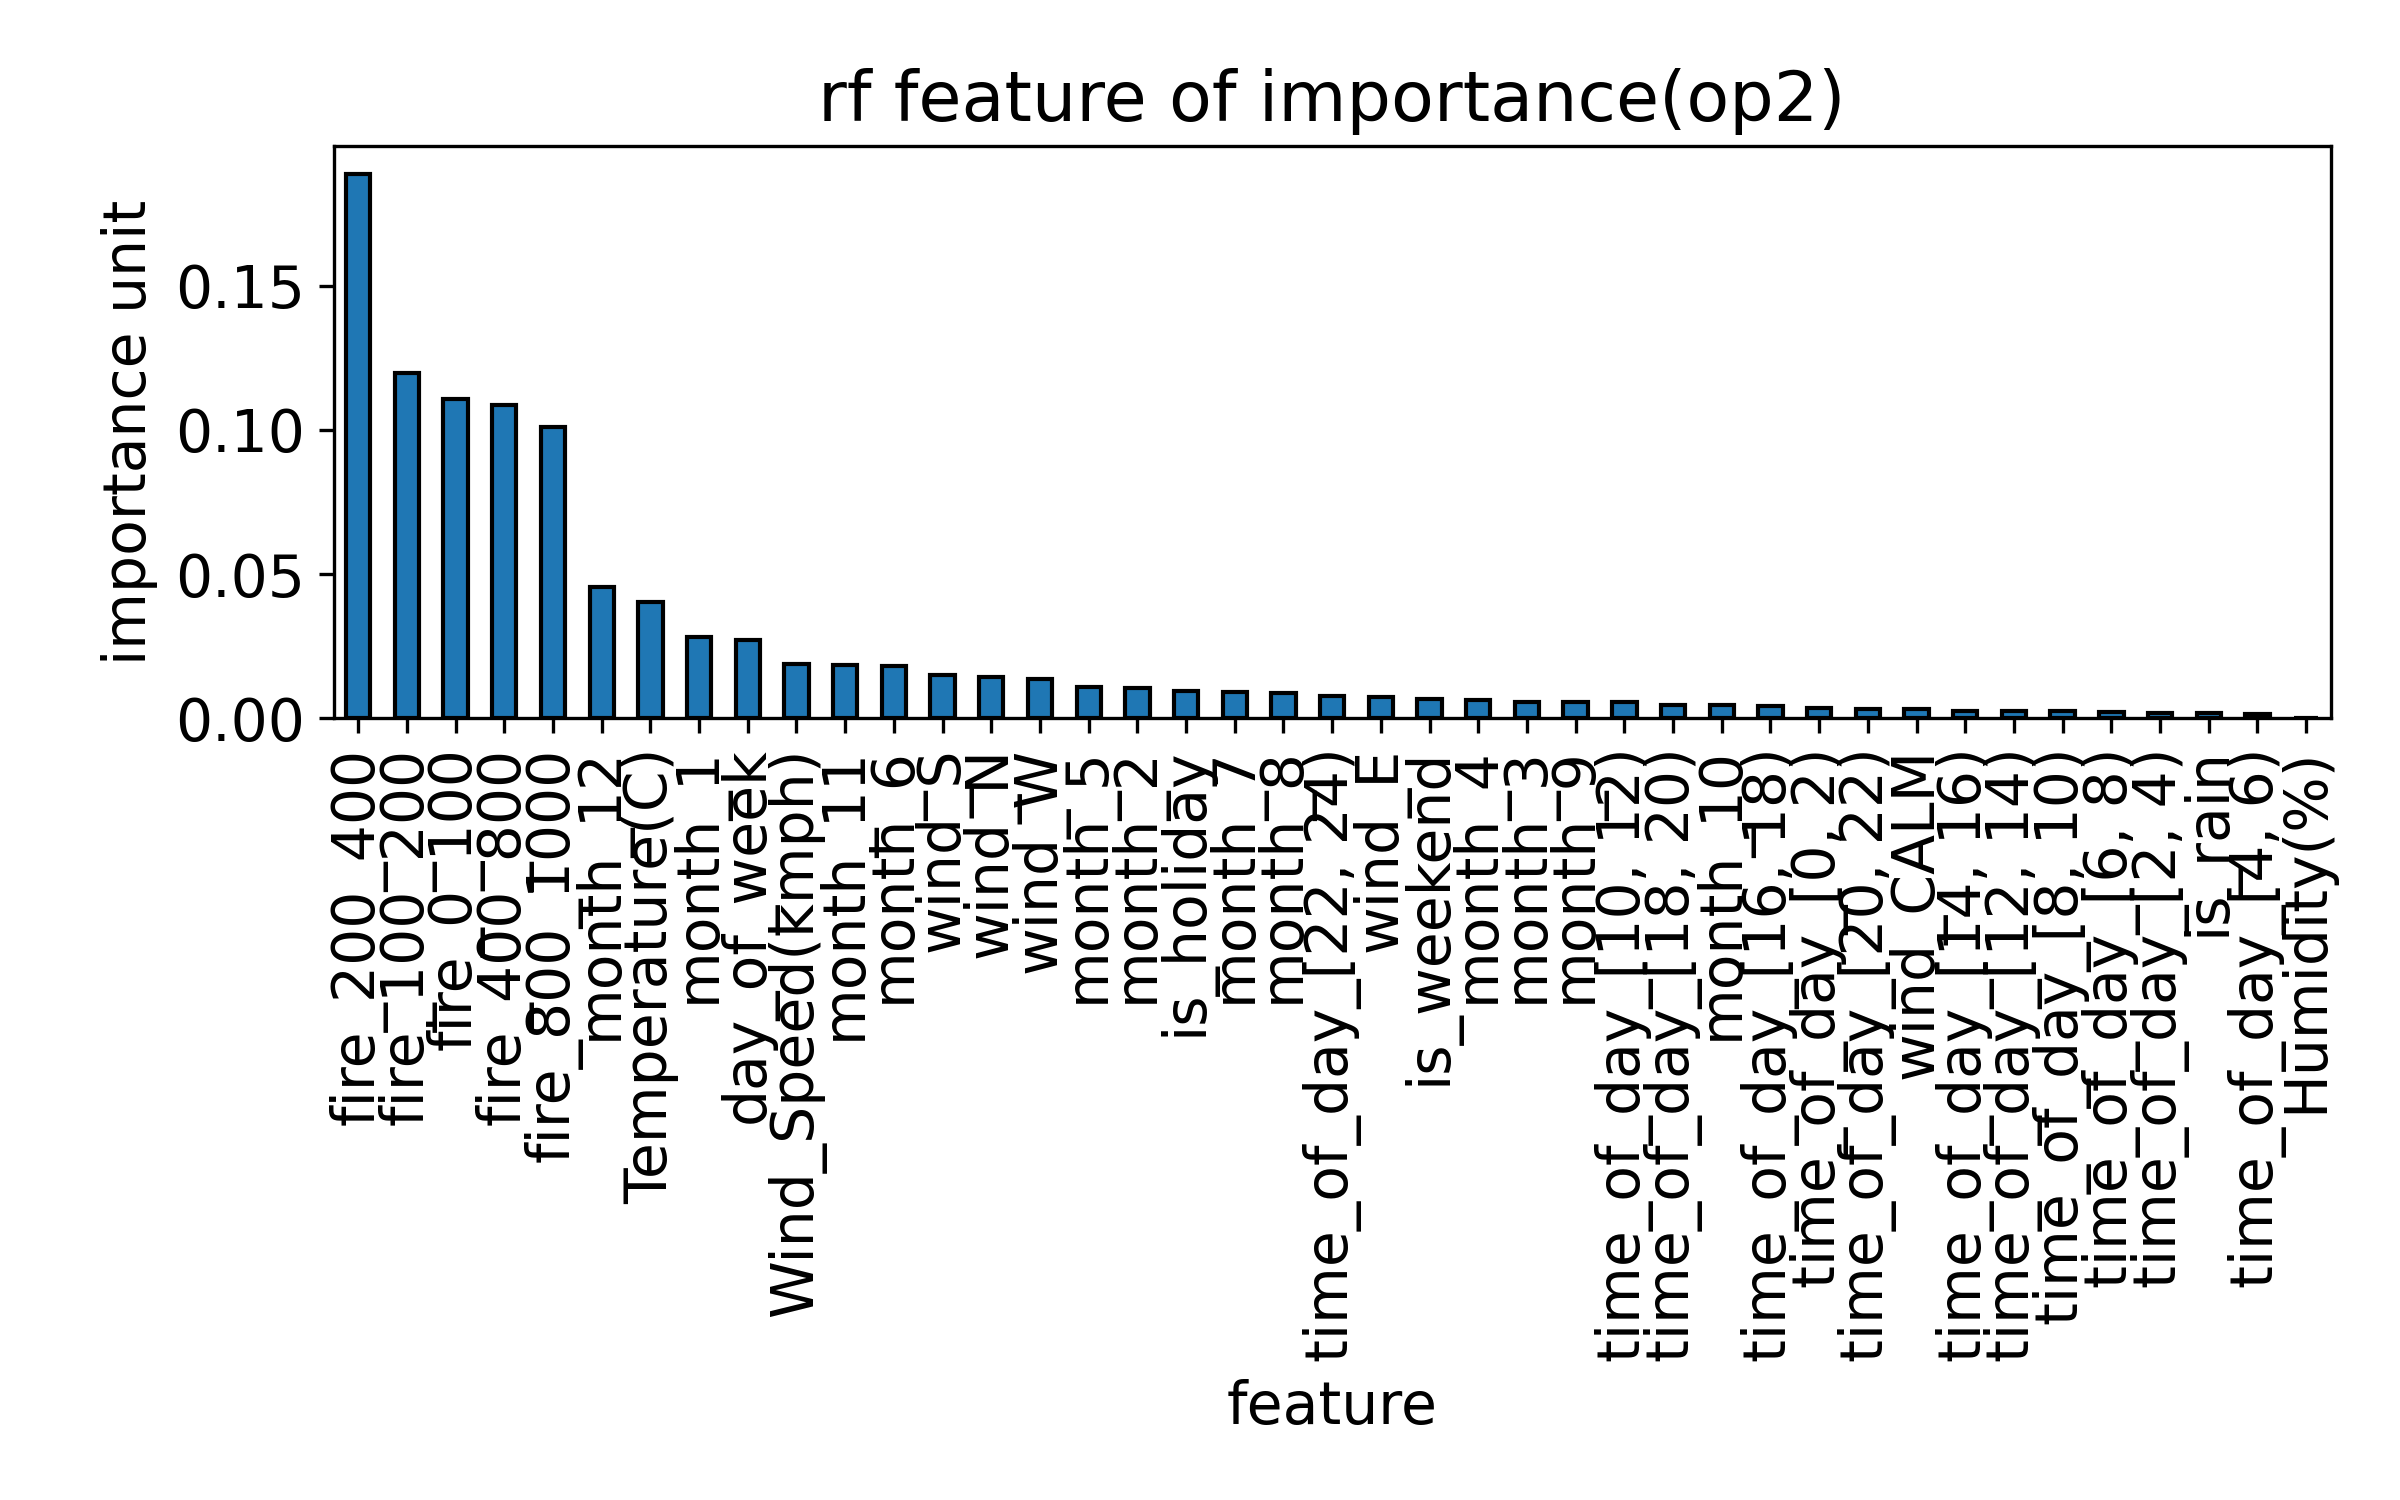 rf feature of importance(op2)
importance unit
0.15
0.10
0.05
0.00
fire_200_400
fire_100_200
fire_0_100
fire_400_800
fire_800_1000
month_12
Temperature_(C)
month_1
day_of_week
Wind_Speed(kmph)
month_11
month_6
wind_S
wind_N
wind_W
month_5
month_2
is_holiday
month_7
month_8
time_of_day_[22, 24)
wind_E
is_weekend
month_4
month_3
month_9
time_of_day_[10, 12)
time_of_day_[18, 20)
month_10
time_of_day_[16, 18)
time_of_day_[0, 2)
time_of_day_[20, 22)
wind_CALM
time_of_day_[14, 16)
time_of_day_[12, 14)
time_of_day_[8, 10)
time_of_day_[6, 8)
time_of_day_[2, 4)
is_rain
time_of_day_[4, 6)
Humidity(%)
feature